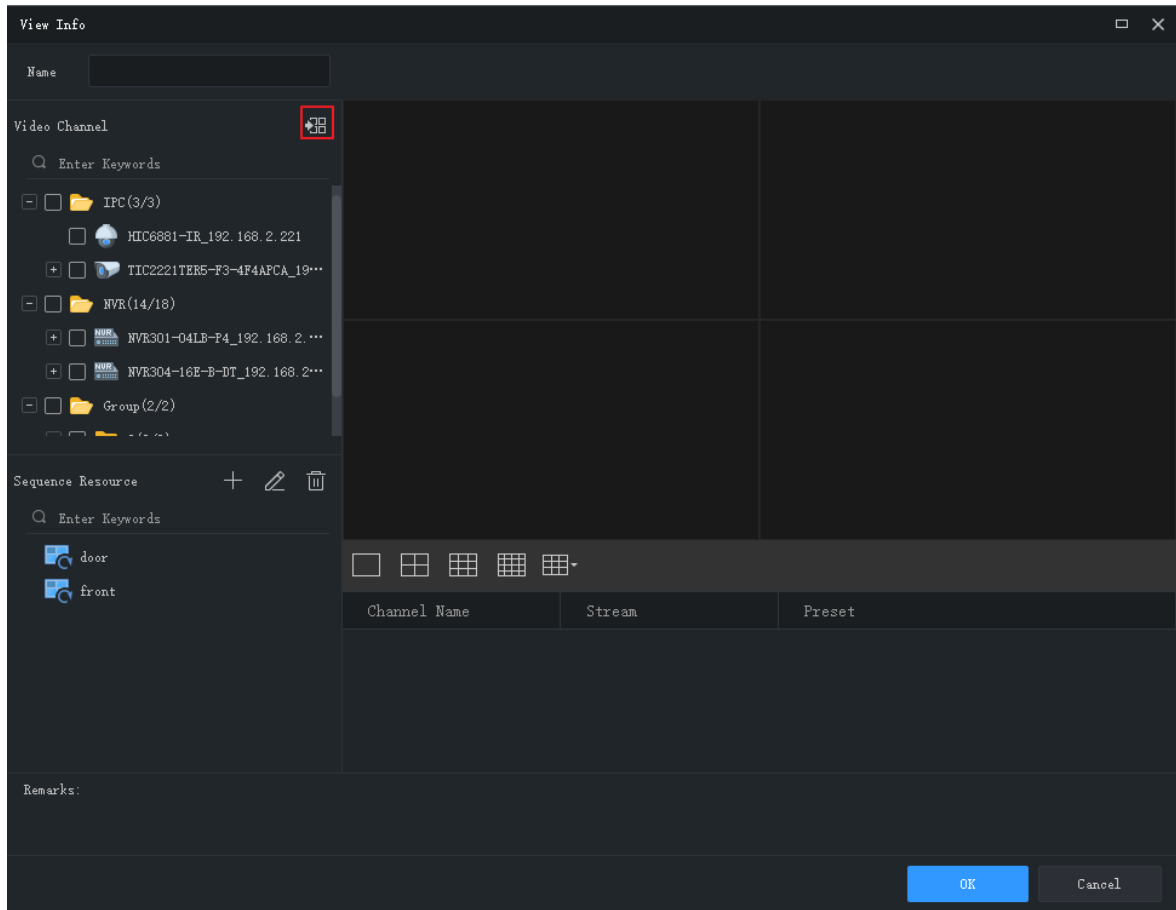 View Info
Name
Video Channel
Enter Keywords
IPC(3/3)
HIC6881-IR_192.168.2.221
TIC2221TER5-F3-4F4APCA_19···
NVR(14/18)
NVR
NVR301-04LB-P4_192.168.2.···
NVR
NVR304-16E-B-DT_192.168.2···
Group(2/2)
Sequence Resource
Enter Keywords
door
front
Channel Name Stream Preset
Remarks:
OK Cancel